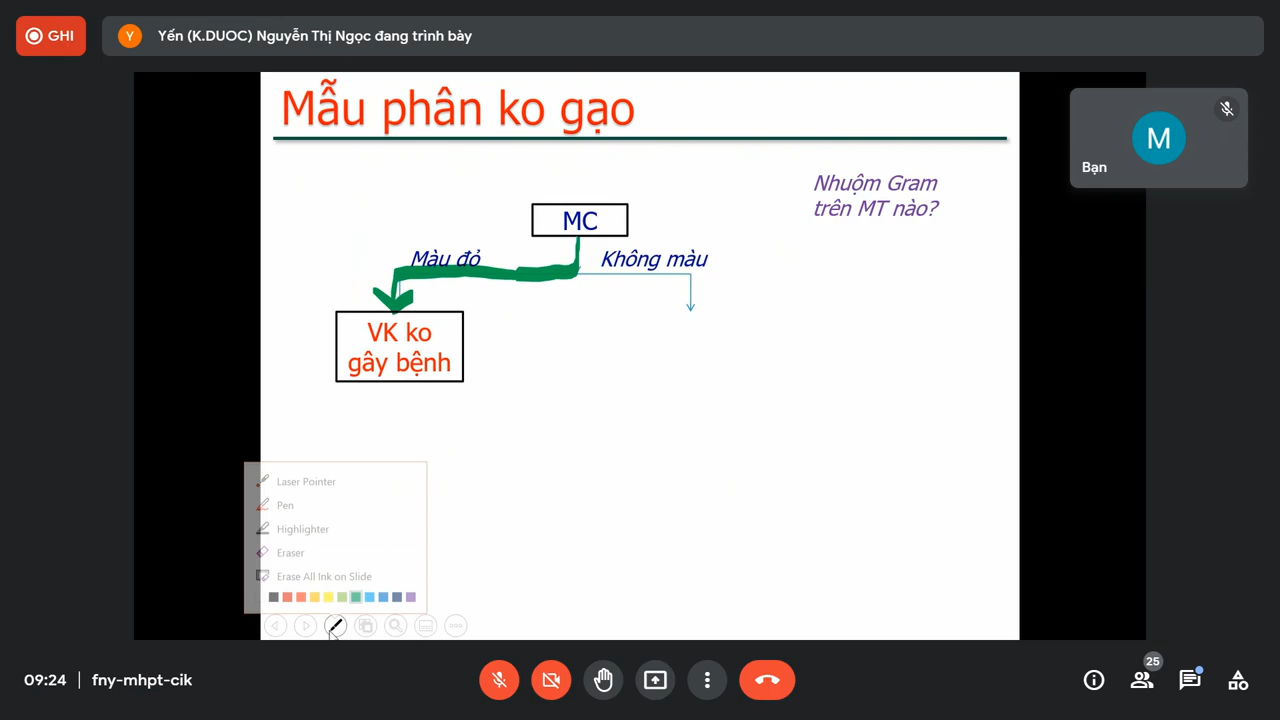 GHI
Y
Yến (K.DUOC) Nguyễn Thị Ngọc đang trình bày
Mẫu phân ko gạo
M
Bạn
Nhuộm Gram
trên MT nào?
MC
Màu đỏ
Không màu
VK ko
gây bệnh
Laser Pointer
Pen
Highlighter
Eraser
Erase All Ink on Slide
25
09:24
fny-mhpt-cik